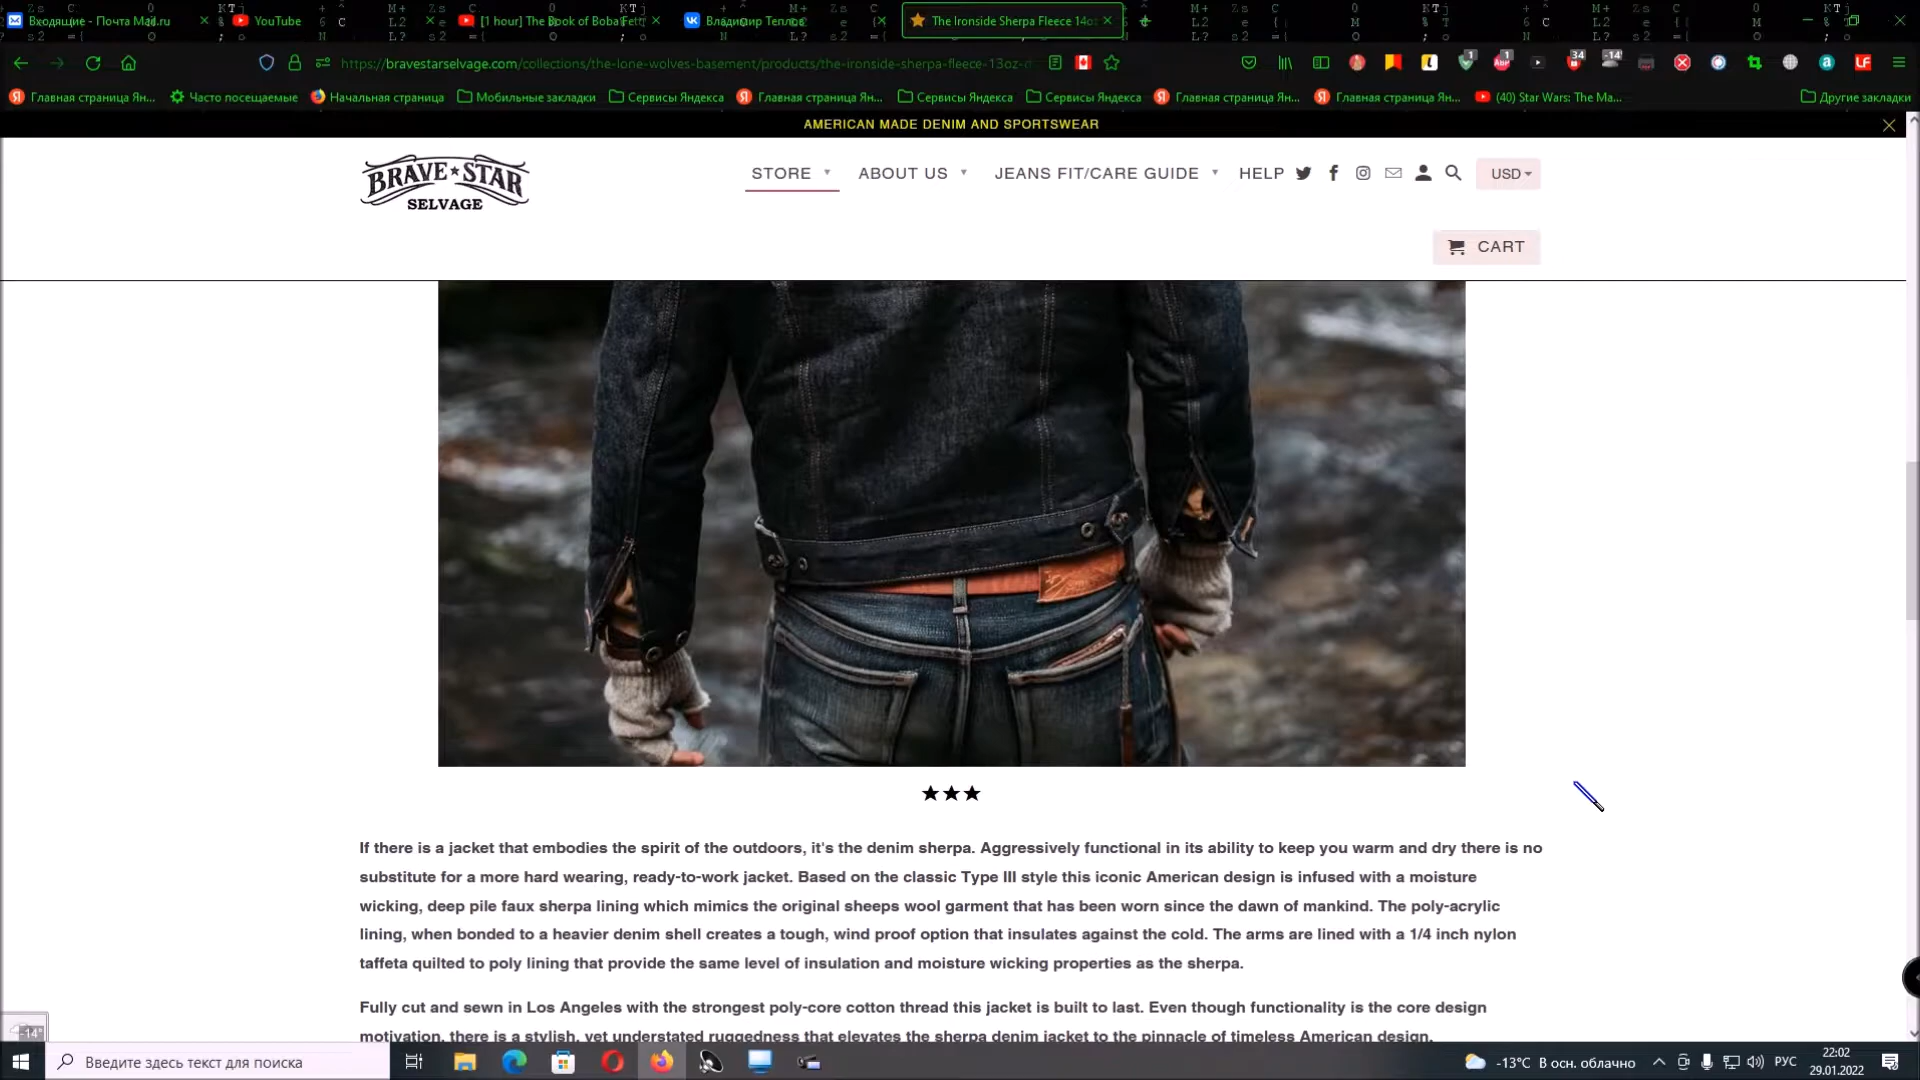 Входящие - Почта Mail.ru
YouTube
[1 hour] The Book of Boba Fett
Владимир Теплов
The Ironside Sherpa Fleece 14oz
https://bravestarselvage.com/collections/the-lone-wolves-basement/products/the-ironside-sherpa-fleece-13oz-
1
1
34
-14°
Главная страница Ян...
Часто посещаемые
Начальная страница
Мобильные закладки
Сервисы Яндекса
Главная страница Ян...
Сервисы Яндекса
Сервисы Яндекса
Главная страница Ян...
Главная страница Ян...
(40) Star Wars: The Ma...
Другие закладки
AMERICAN MADE DENIM AND SPORTSWEAR
BRAVE STAR
SELVAGE
STORE
ABOUT US
JEANS FIT/CARE GUIDE
HELP
USD
CART
If there is a jacket that embodies the spirit of the outdoors, it's the denim sherpa. Aggressively functional in its ability to keep you warm and dry there is no
substitute for a more hard wearing, ready-to-work jacket. Based on the classic Type III style this iconic American design is infused with a moisture
wicking, deep pile faux sherpa lining which mimics the original sheeps wool garment that has been worn since the dawn of mankind. The poly-acrylic
lining, when bonded to a heavier denim shell creates a tough, wind proof option that insulates against the cold. The arms are lined with a 1/4 inch nylon
taffeta quilted to poly lining that provide the same level of insulation and moisture wicking properties as the sherpa.
Fully cut and sewn in Los Angeles with the strongest poly-core cotton thread this jacket is built to last. Even though functionality is the core design
motivation, there is a stylish, yet understated ruggedness that elevates the sherpa denim jacket to the pinnacle of timeless American design.
-14°
Введите здесь текст для поиска
-13°C В осн. облачно
РУС
22:02
29.01.2022